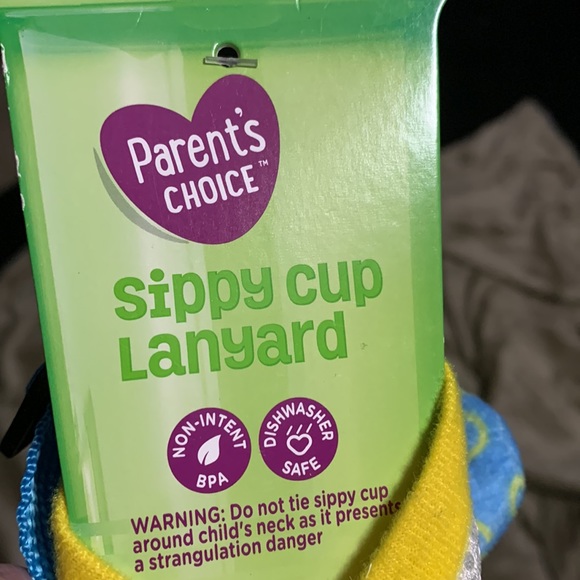 Parent's
CHOICE™
Sippy Cup
Lanyard
NON-INTENT
BPA
DISHWASHER
SAFE
WARNING: Do not tie sippy cup
around child's neck as it presents
a strangulation danger